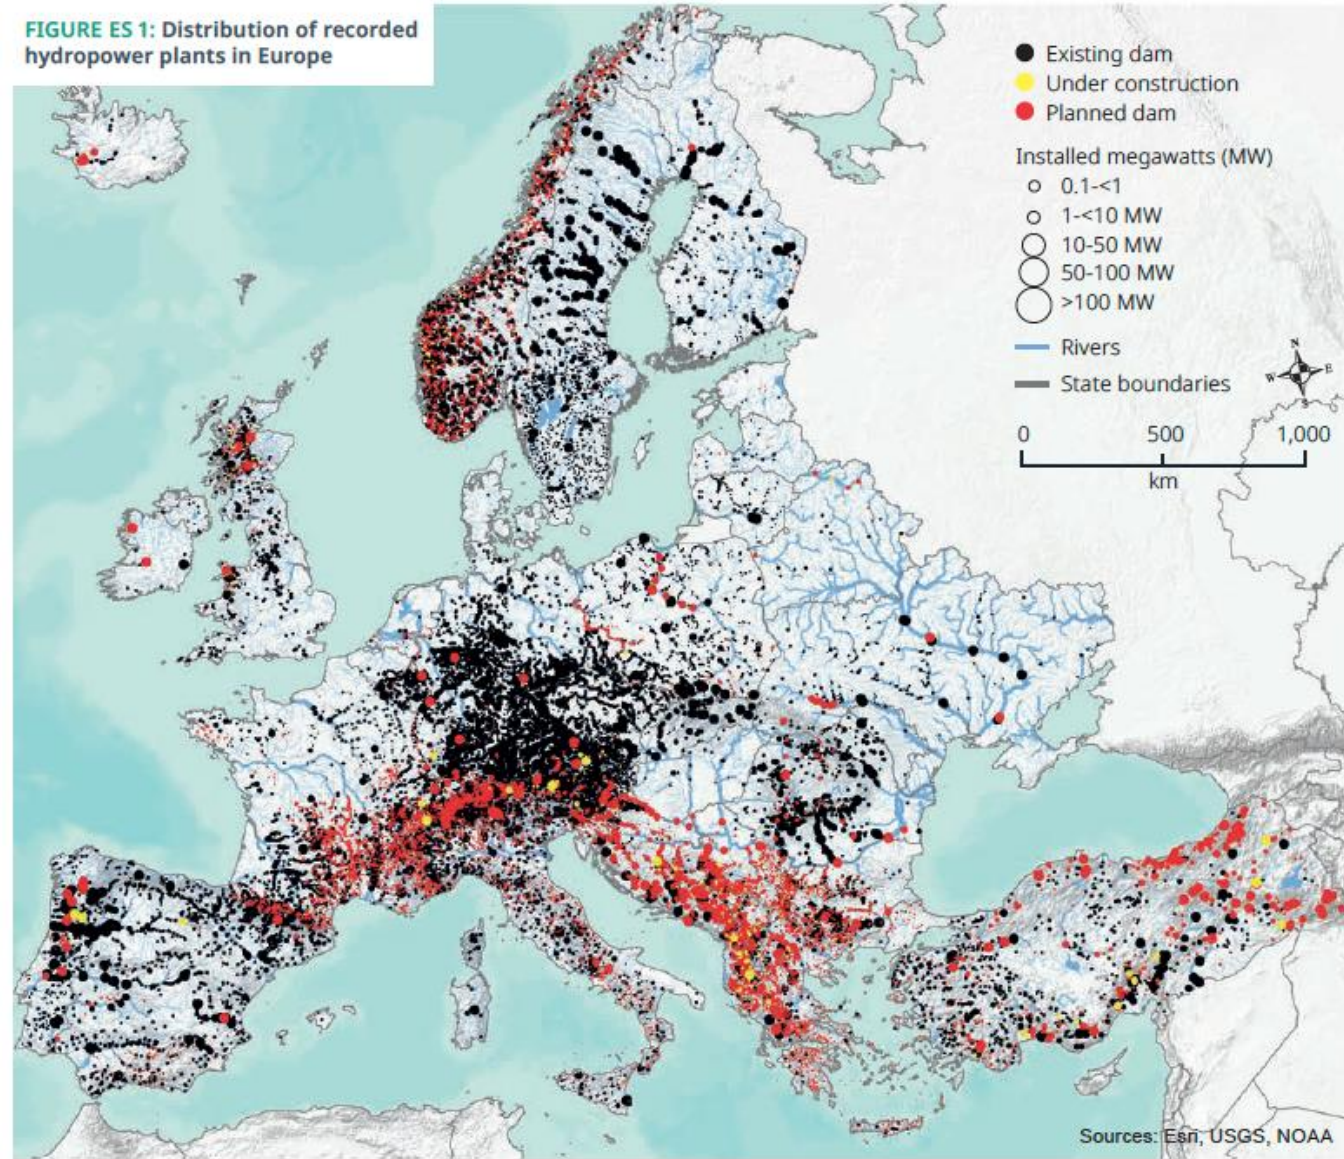 FIGURE ES 1: Distribution of recorded
hydropower plants in Europe
Existing dam
Under construction
Planned dam
Installed megawatts (MW)
0.1-<1
1-<10 MW
10-50 MW
50-100 MW
>100 MW
Rivers
State boundaries
N
W E
S
0 500 1,000
km
Sources: Esri, USGS, NOAA